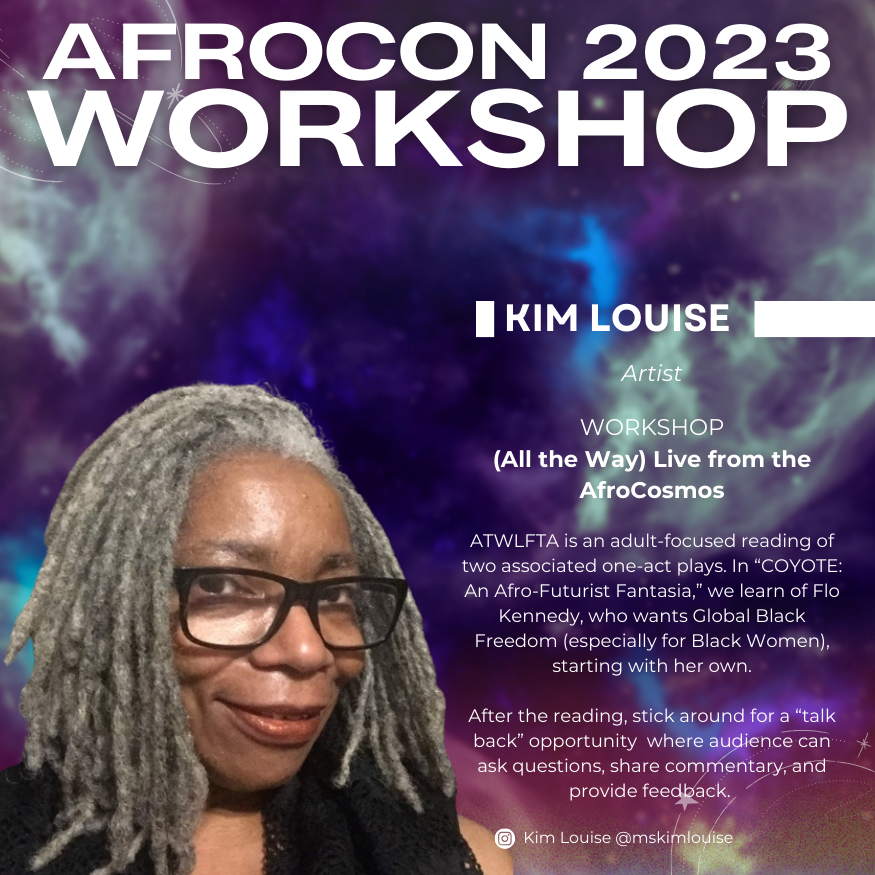 AFROCON 2023
WORKSHOP
KIM LOUISE
Artist
WORKSHOP
(All the Way) Live from the
AfroCosmos
ATWLFTA is an adult-focused reading of
two associated one-act plays. In “COYOTE:
An Afro-Futurist Fantasia,” we learn of Flo
Kennedy, who wants Global Black
Freedom (especially for Black Women),
starting with her own.
After the reading, stick around for a “talk
back” opportunity  where audience can
ask questions, share commentary, and
provide feedback.
Kim Louise @mskimlouise